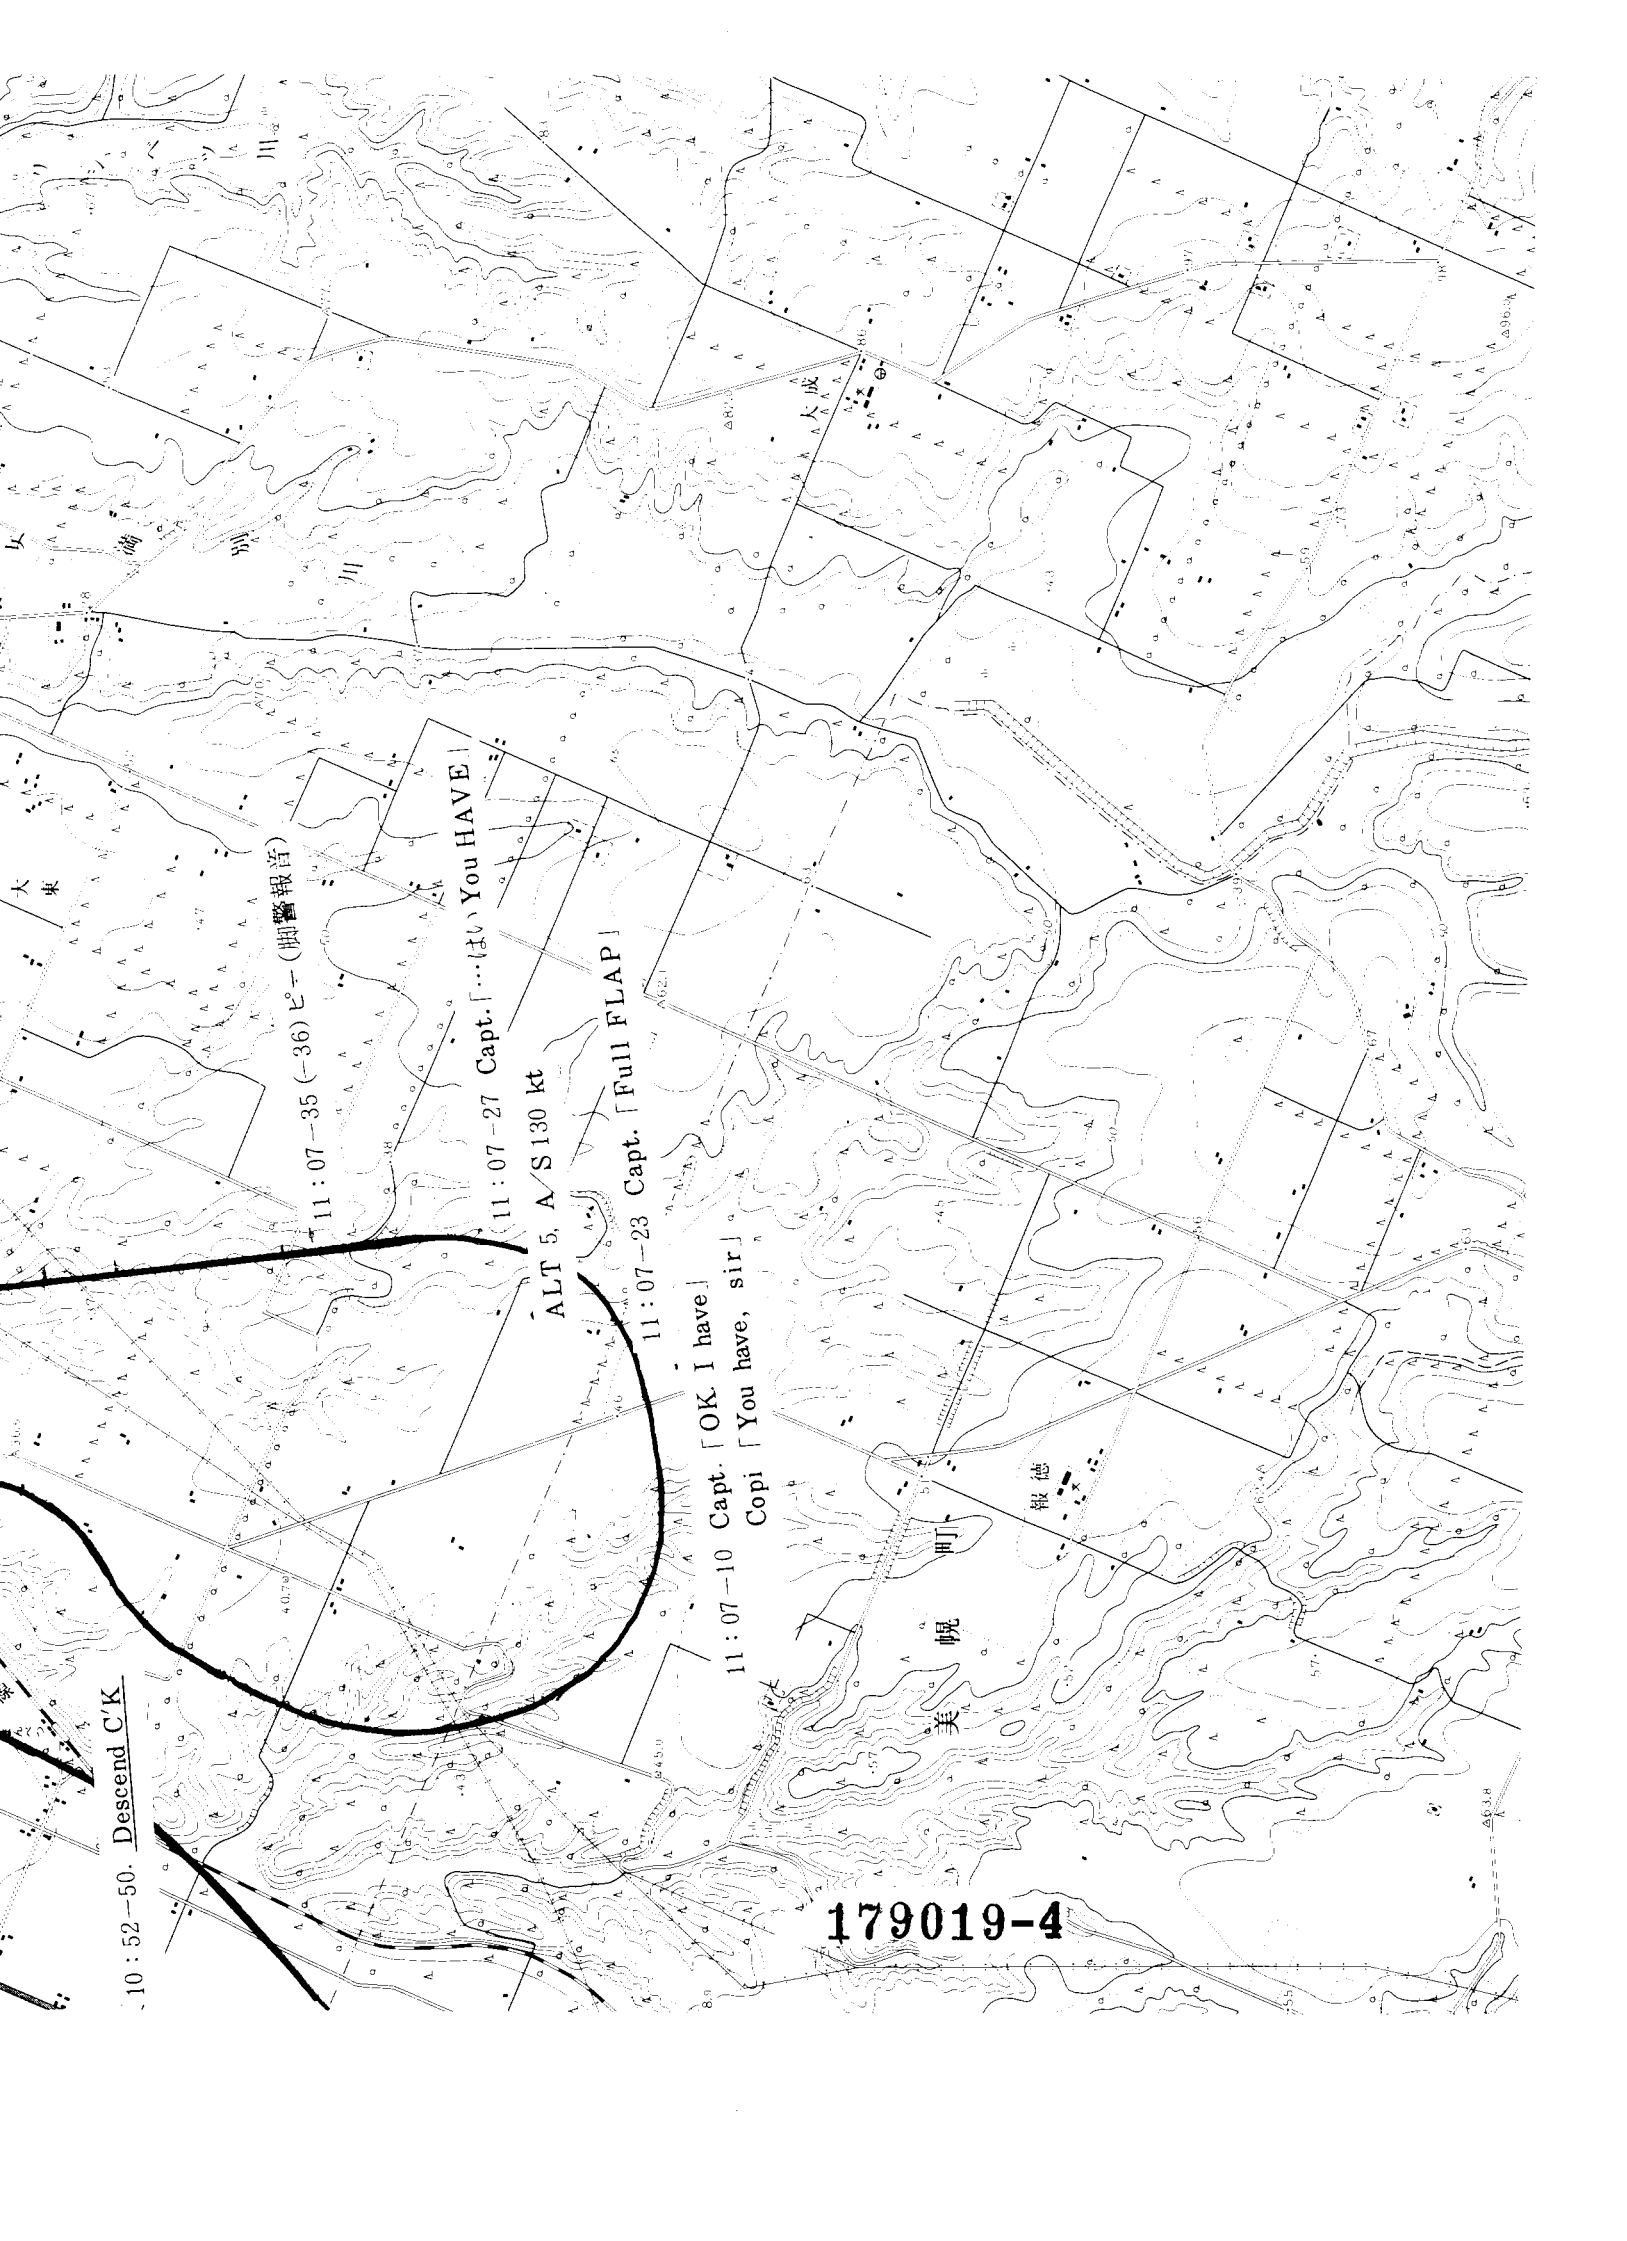 11:07-35 (-36) ピー (脚警報音)
11:07-27 Capt.「…はい You HAVE」
ALT 5, A/S 130 kt
11:07-23 Capt.「Full FLAP」
11:07-10 Capt.「OK. I have」
Copi「You have, sir」
10:52-50. Descend C'K
大成
大東
女満別川
報徳
美幌町
179019-4